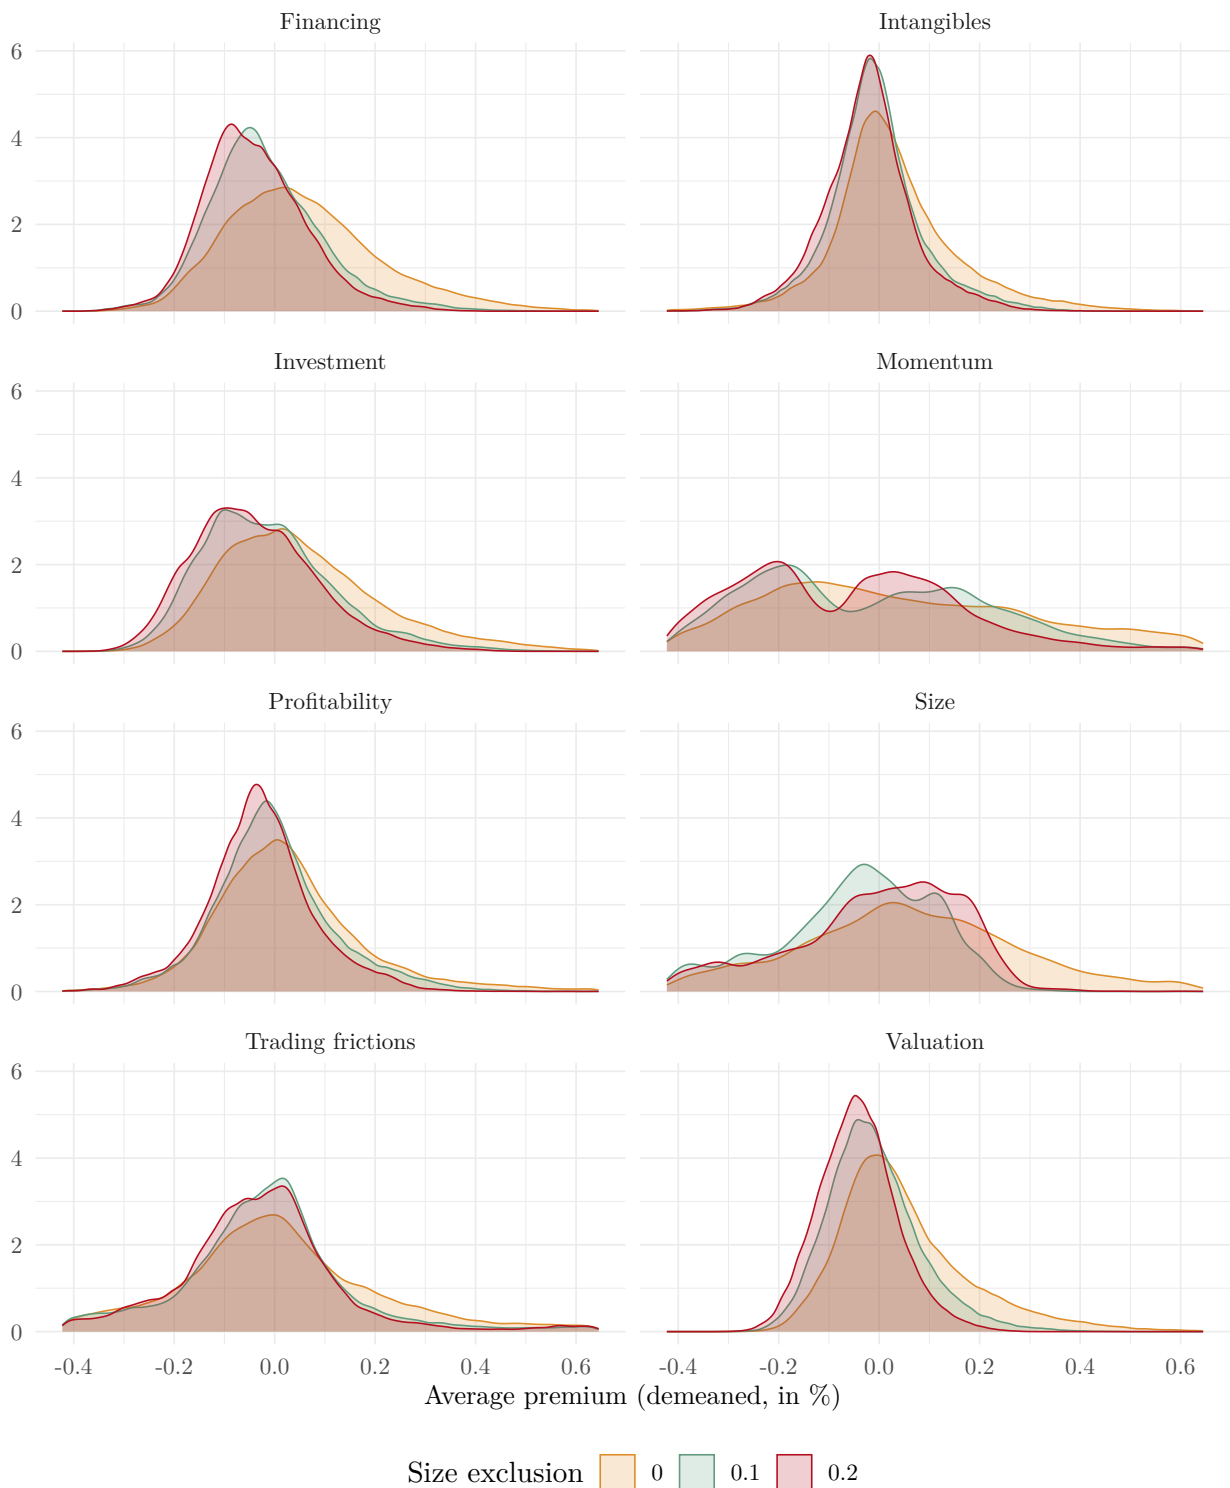 Financing
Intangibles
6
4
2
0
Investment
Momentum
6
4
2
0
Profitability
Size
6
4
2
0
Trading frictions
Valuation
6
4
2
0
-0.4 -0.2 0.0 0.2 0.4 0.6
-0.4 -0.2 0.0 0.2 0.4 0.6
Average premium (demeaned, in %)
Size exclusion 0 0.1 0.2